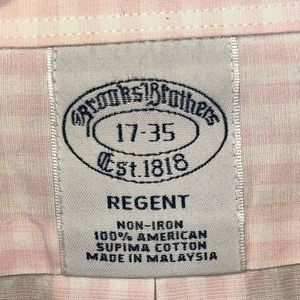 Brooks Brothers
17-35
Est. 1818
REGENT
NON-IRON
100% AMERICAN
SUPIMA COTTON
MADE IN MALAYSIA